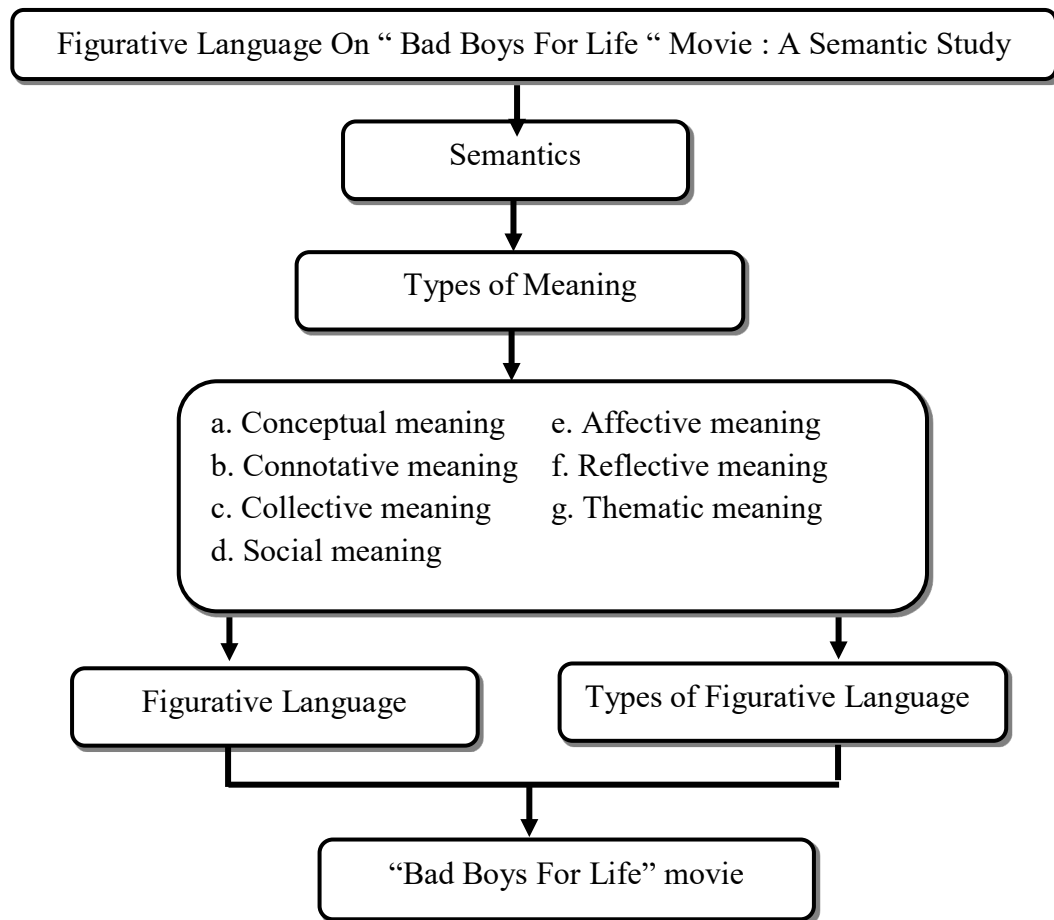 Figurative Language On “ Bad Boys For Life “ Movie : A Semantic Study
Semantics
Types of Meaning
a. Conceptual meaning
b. Connotative meaning
c. Collective meaning
d. Social meaning
e. Affective meaning
f. Reflective meaning
g. Thematic meaning
Figurative Language
Types of Figurative Language
“Bad Boys For Life” movie